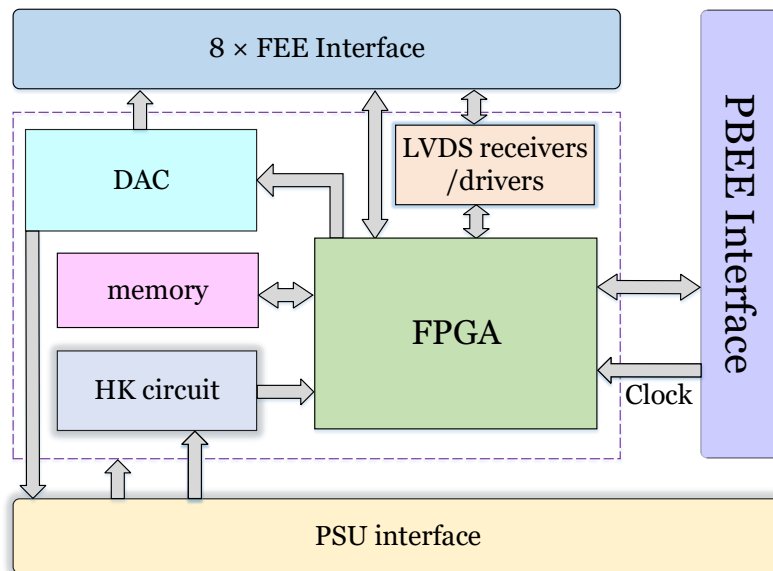 8 × FEE Interface
LVDS receivers
/drivers
DAC
memory
FPGA
HK circuit
Clock
PBEE Interface
PSU interface